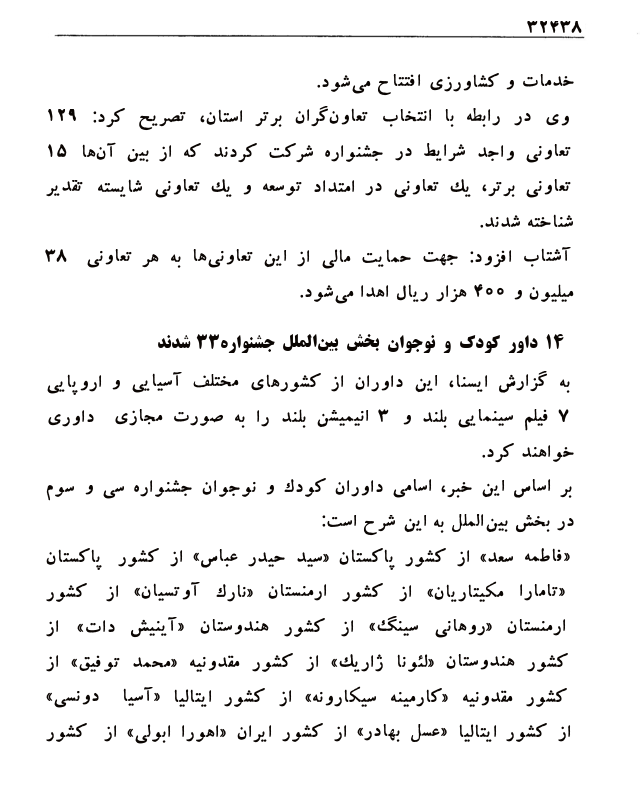 ۳۲۴۳۸
خدمات و کشاورزی افتتاح می‌شود.
وی در رابطه با انتخاب تعاون‌گران برتر استان، تصریح کرد: ۱۲۹
تعاونی واجد شرایط در جشنواره شرکت کردند که از بین آن‌ها ۱۵
تعاونی برتر، یك تعاونی در امتداد توسعه و یك تعاونی شایسته تقدیر
شناخته شدند.
آشتاب افزود: جهت حمایت مالی از این تعاونی‌ها به هر تعاونی ۳۸
میلیون و ۴۰۰ هزار ریال اهدا می‌شود.
۱۴ داور کودک و نوجوان بخش بین‌الملل جشنواره۳۳ شدند
به گزارش ایسنا، این داوران از کشورهای مختلف آسیایی و اروپایی
۷ فیلم سینمایی بلند و ۳ انیمیشن بلند را به صورت مجازی داوری
خواهند کرد.
بر اساس این خبر، اسامی داوران کودك و نوجوان جشنواره سی و سوم
در بخش بین‌الملل به این شرح است:
«فاطمه سعد» از کشور پاکستان «سید حیدر عباس» از کشور پاکستان
«تامارا مکیتاریان» از کشور ارمنستان «نارك آوتسیان» از کشور
ارمنستان «روهانی سینگ» از کشور هندوستان «آینیش دات» از
کشور هندوستان «لئونا ژاریك» از کشور مقدونیه «محمد توفیق» از
کشور مقدونیه «کارمینه سیکارونه» از کشور ایتالیا «آسیا دونسی»
از کشور ایتالیا «عسل بهادر» از کشور ایران «اهورا ابولی» از کشور